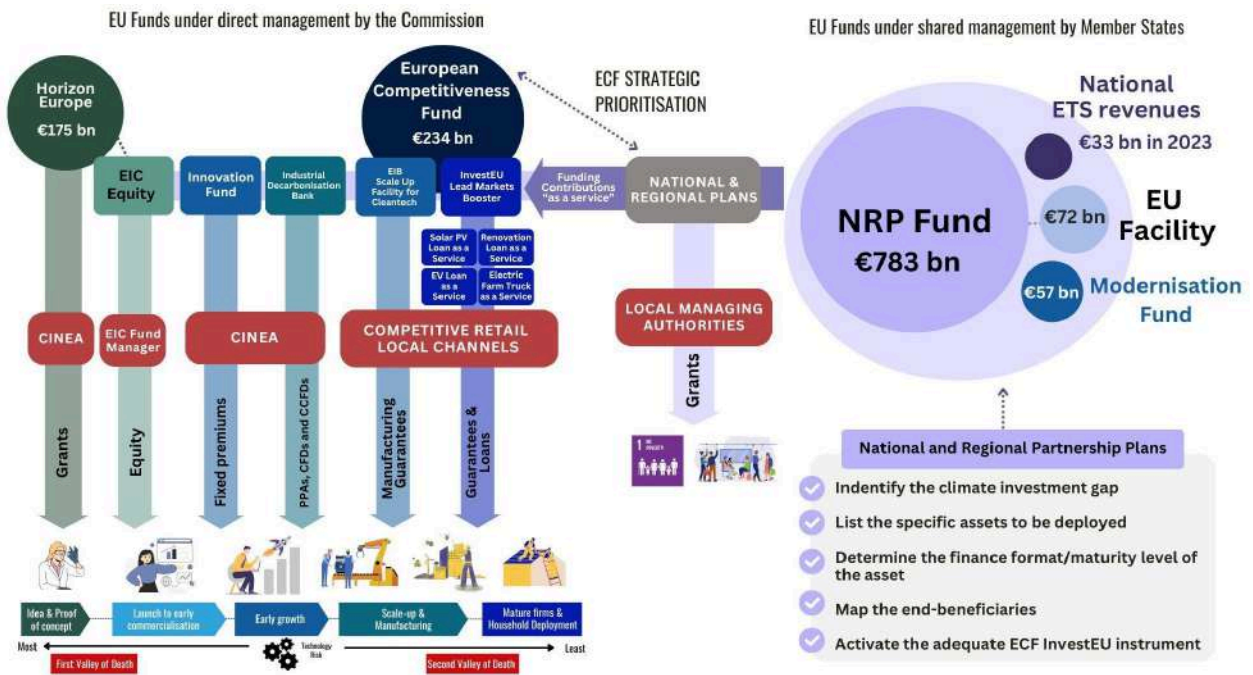 EU Funds under direct management by the Commission
EU Funds under shared management by Member States
Horizon
Europe
€175 bn
European
Competitiveness
Fund
€234 bn
ECF STRATEGIC
PRIORITISATION
EIC
Equity
Innovation
Fund
Industrial
Decarbonisation
Bank
EIB
Scale Up
Facility for
Cleantech
InvestEU
Lead Markets
Booster
Funding
Contributions
"as a service"
NATIONAL &
REGIONAL PLANS
Solar PV
Loan as a
Service
Renovation
Loan as a
Service
EV Loan
as a
Service
Electric
Farm Truck
as a Service
CINEA
EIC Fund
Manager
CINEA
COMPETITIVE RETAIL
LOCAL CHANNELS
LOCAL MANAGING
AUTHORITIES
Grants
Equity
Fixed premiums
PPAs, CFDs and CCFDs
Manufacturing
Guarantees
Guarantees &
Loans
Grants
1 NO
POVERTY
Idea & Proof
of concept
Launch to early
commercialisation
Early growth
Scale-up &
Manufacturing
Mature firms &
Household Deployment
Most
Technology
Risk
Least
First Valley of Death
Second Valley of Death
NRP Fund
€783 bn
National
ETS revenues
€33 bn in 2023
€72 bn
EU
Facility
€57 bn
Modernisation
Fund
National and Regional Partnership Plans
Indentify the climate investment gap
List the specific assets to be deployed
Determine the finance format/maturity level of
the asset
Map the end-beneficiaries
Activate the adequate ECF InvestEU instrument